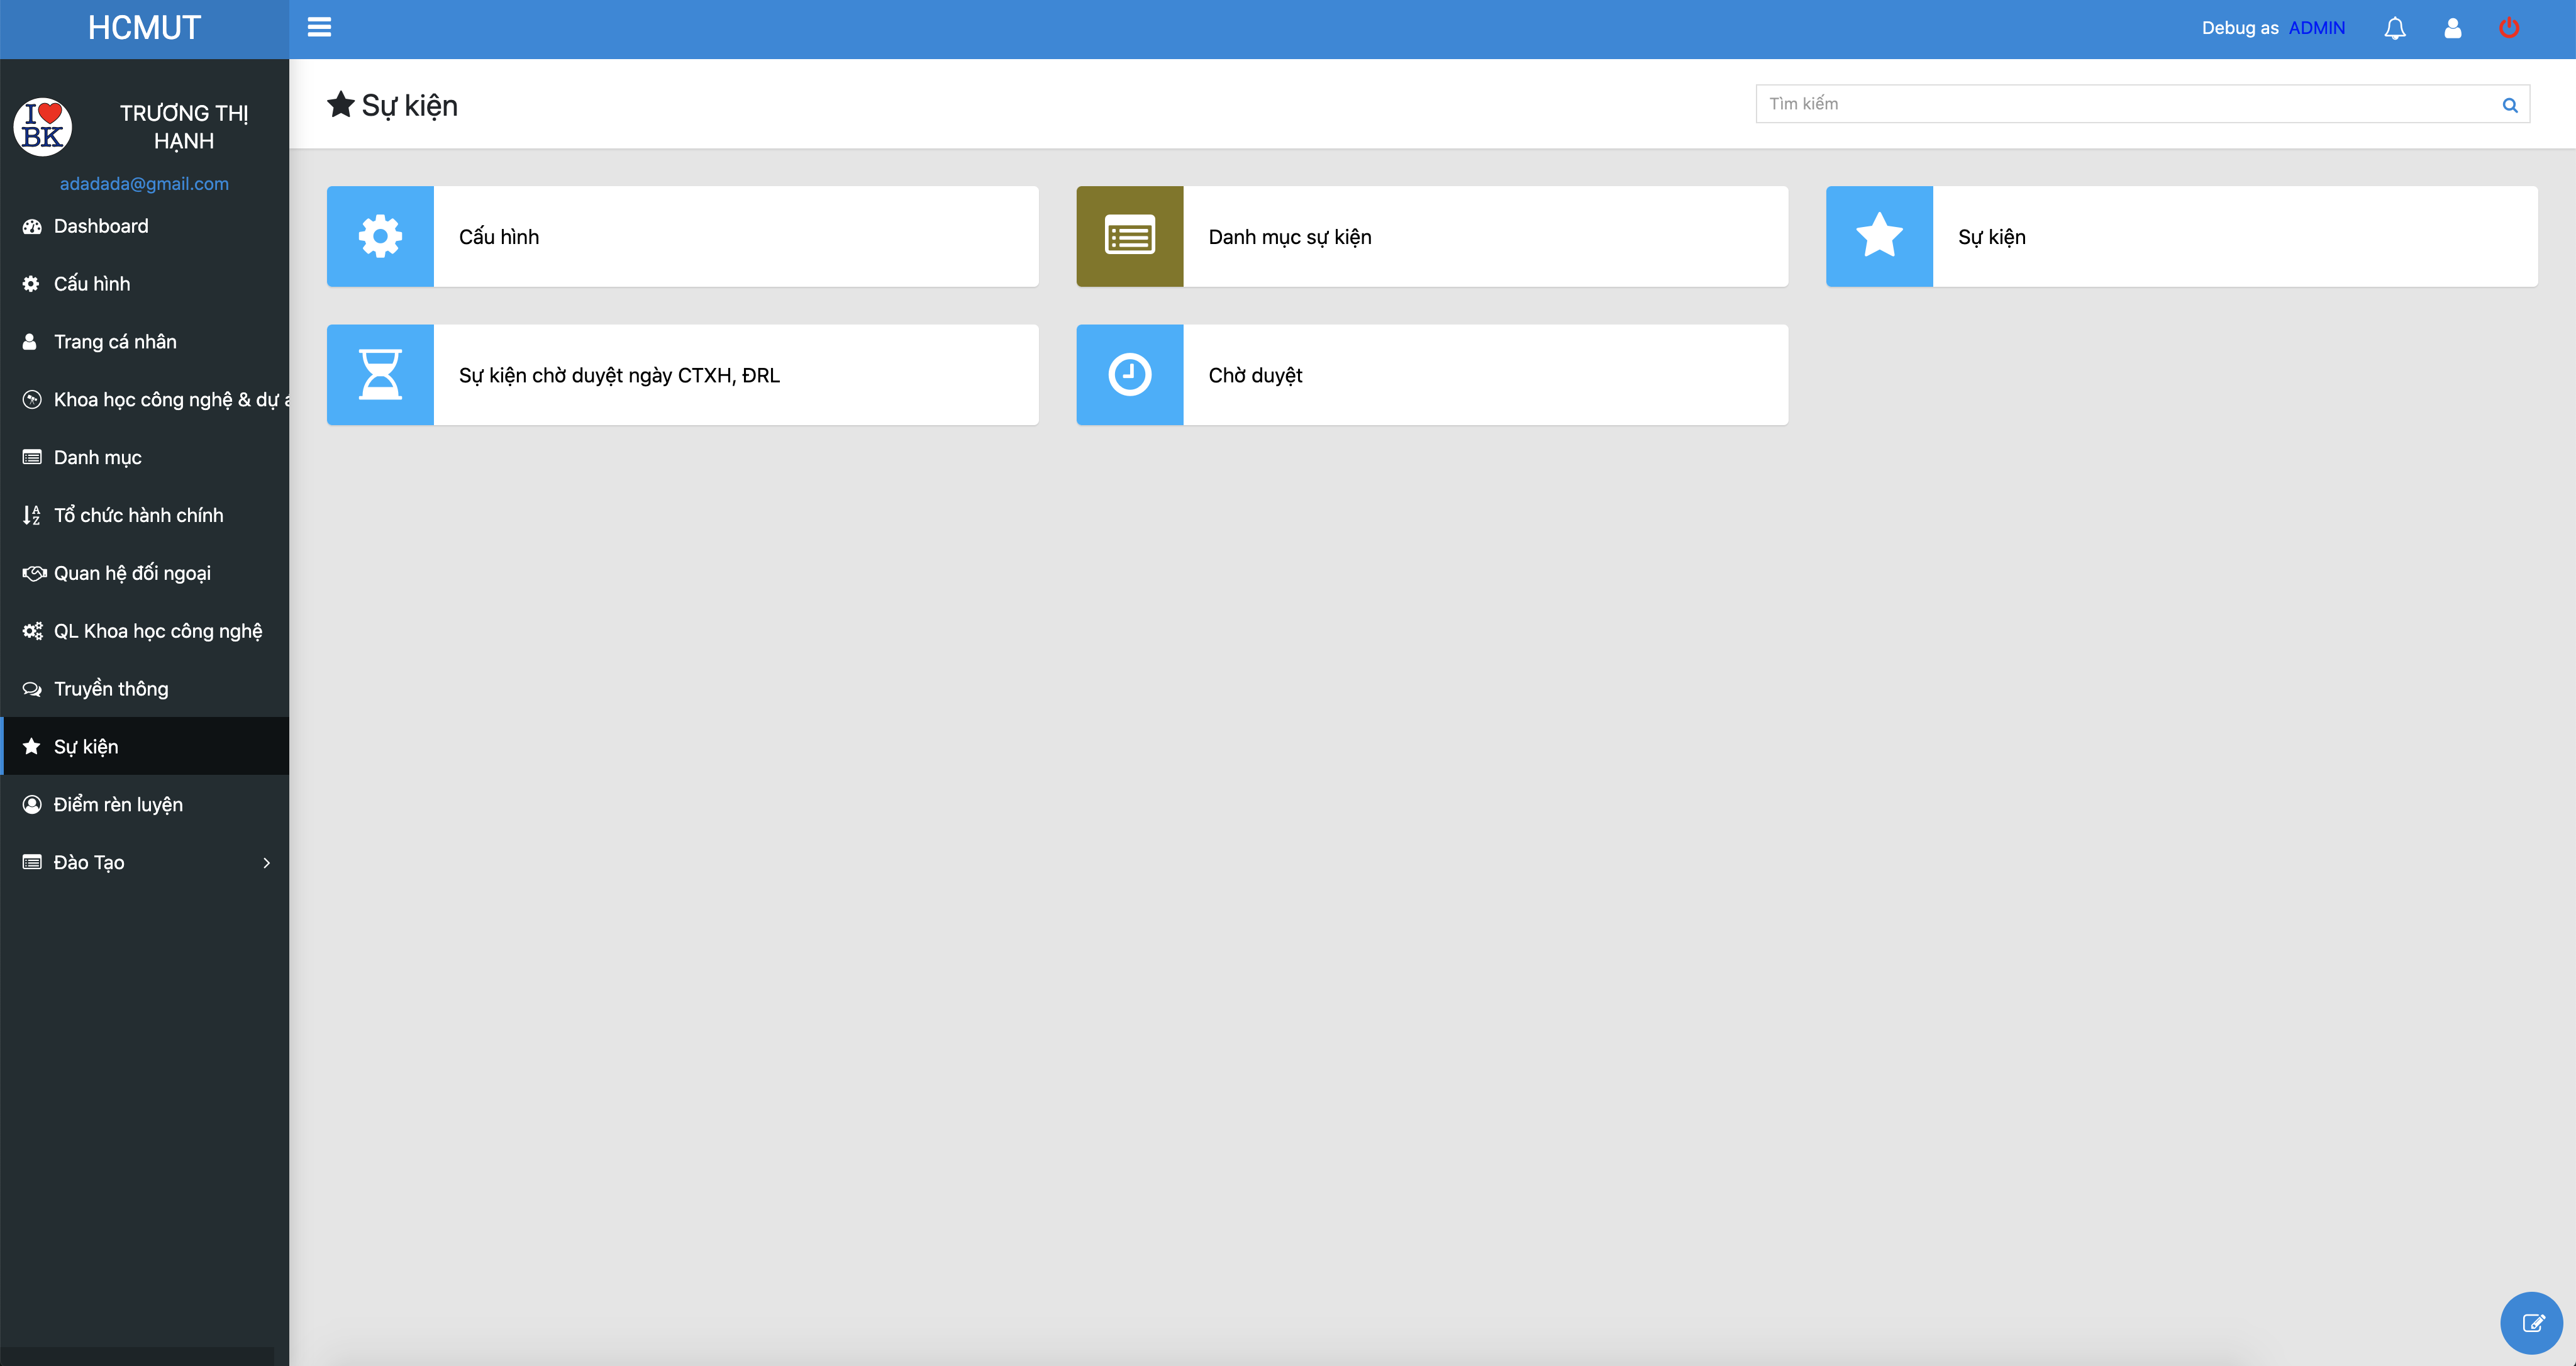 HCMUT
Debug as ADMIN
I ❤ BK
TRƯƠNG THỊ
HẠNH
adadada@gmail.com
Dashboard
Cấu hình
Trang cá nhân
Khoa học công nghệ & dự
Danh mục
Tổ chức hành chính
Quan hệ đối ngoại
QL Khoa học công nghệ
Truyền thông
Sự kiện
Điểm rèn luyện
Đào Tạo
Sự kiện
Tìm kiếm
Cấu hình
Danh mục sự kiện
Sự kiện
Sự kiện chờ duyệt ngày CTXH, ĐRL
Chờ duyệt